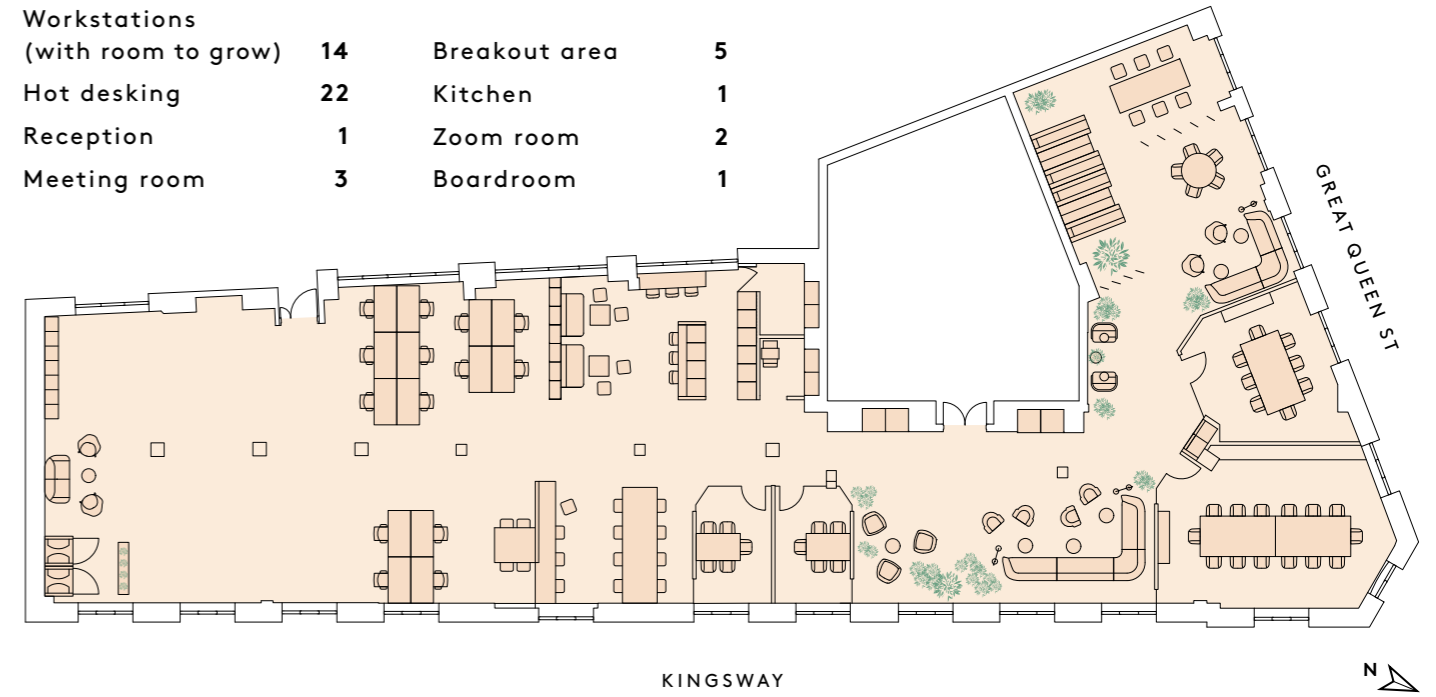 Workstations
(with room to grow) 14
Hot desking 22
Reception 1
Meeting room 3
Breakout area 5
Kitchen 1
Zoom room 2
Boardroom 1
GREAT QUEEN ST
KINGSWAY
N